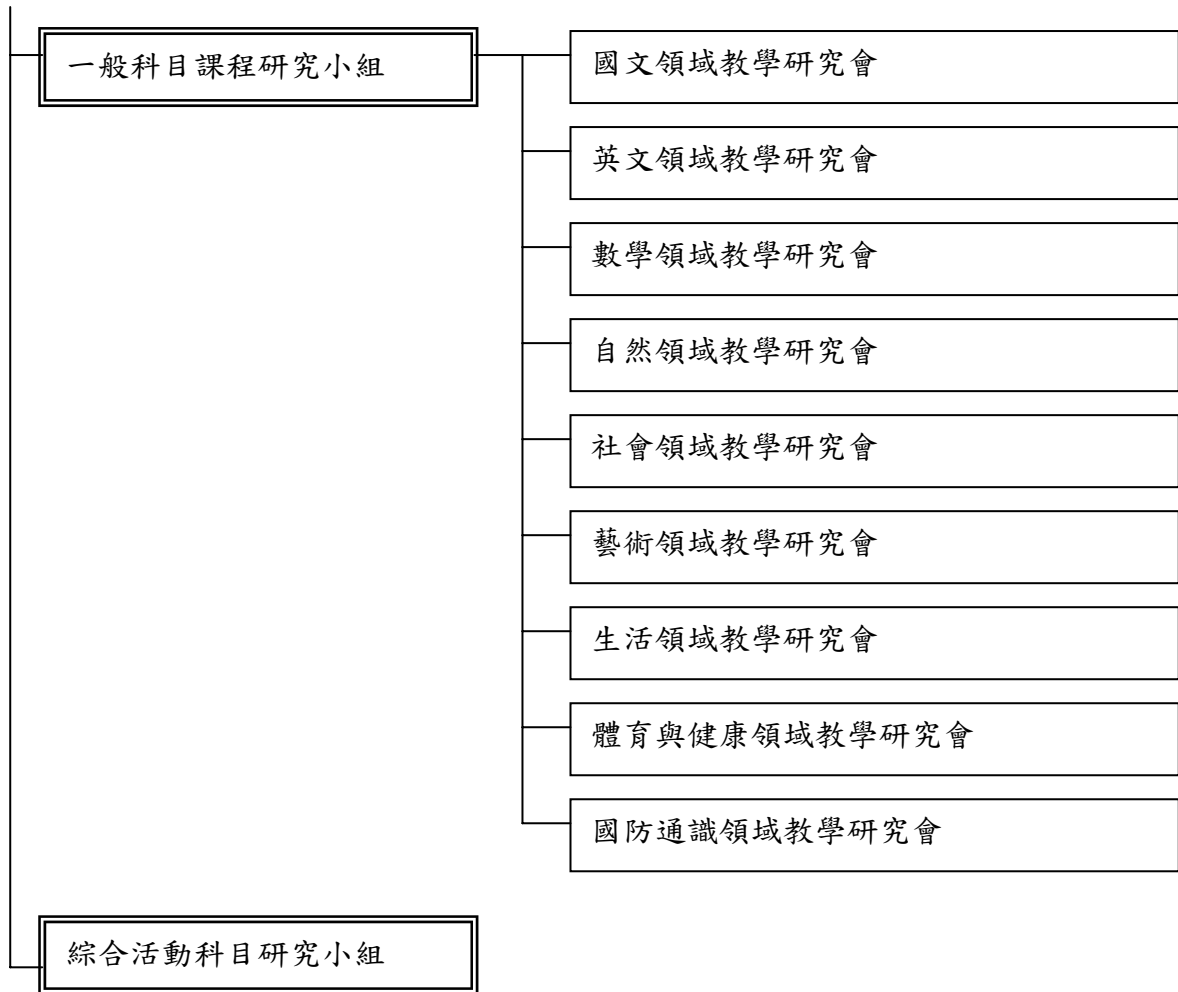 一般科目課程研究小組
國文領域教學研究會
英文領域教學研究會
數學領域教學研究會
自然領域教學研究會
社會領域教學研究會
藝術領域教學研究會
生活領域教學研究會
體育與健康領域教學研究會
國防通識領域教學研究會
綜合活動科目研究小組